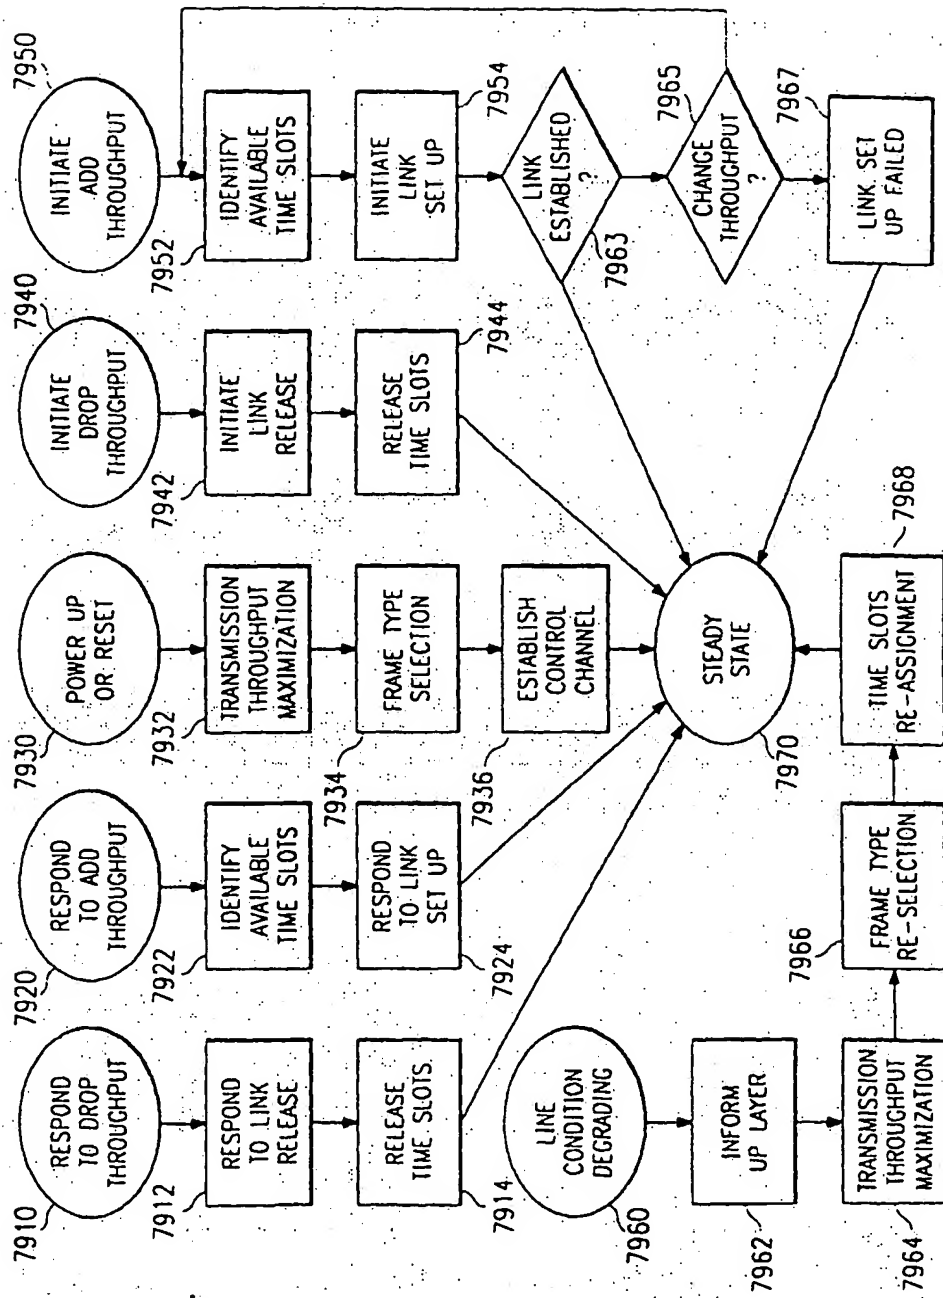 7910
RESPOND
TO DROP
THROUGHPUT
7912
RESPOND
TO LINK
RELEASE
7914
RELEASE
TIME SLOTS
7920
RESPOND
TO ADD
THROUGHPUT
7922
IDENTIFY
AVAILABLE
TIME SLOTS
7924
RESPOND
TO LINK
SET UP
7930
POWER UP
OR RESET
7932
TRANSMISSION
THROUGHPUT
MAXIMIZATION
7934
FRAME TYPE
SELECTION
7936
ESTABLISH
CONTROL
CHANNEL
7940
INITIATE
DROP
THROUGHPUT
7942
INITIATE
LINK
RELEASE
7944
RELEASE
TIME SLOTS
7950
INITIATE
ADD
THROUGHPUT
7952
IDENTIFY
AVAILABLE
TIME SLOTS
7954
INITIATE
LINK
SET UP
7963
LINK
ESTABLISHED
?
7965
CHANGE
THROUGHPUT
?
7967
LINK SET
UP FAILED
7960
LINE
CONDITION
DEGRADING
7962
INFORM
UP LAYER
7964
TRANSMISSION
THROUGHPUT
MAXIMIZATION
7966
FRAME TYPE
RE-SELECTION
7968
TIME SLOTS
RE-ASSIGNMENT
7970
STEADY
STATE